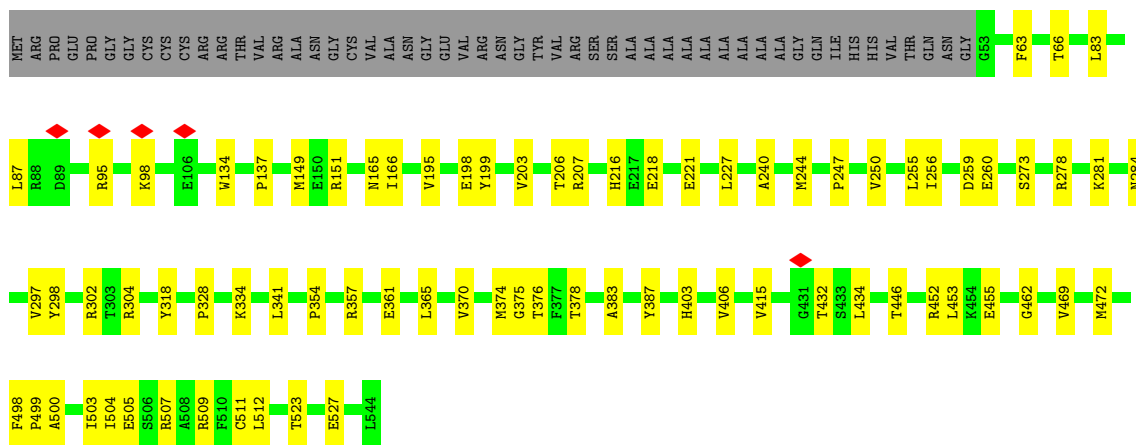 MET ARG PRO GLU PRO GLY GLY CYS CYS CYS ARG ARG THR VAL ARG ALA ASN GLY CYS VAL ALA ASN GLY GLU VAL ARG ASN GLY TYR VAL ARG SER SER ALA ALA ALA ALA ALA ALA ALA ALA ALA GLY GLN ILE HIS HIS VAL THR GLN ASN GLY G53 F63 T66 L83
L87 R88 D89 R95 K98 E106 W134 P137 M149 E150 R151 N165 I166 V195 E198 Y199 V203 T206 R207 H216 E217 E218 E221 L227 A240 M244 P247 V250 L255 I256 D259 E260 S273 R278 K281 N284
V297 Y298 R302 T303 R304 Y318 P328 K334 L341 P354 R357 E361 L365 V370 M374 G375 T376 F377 T378 A383 Y387 H403 V406 V415 G431 T432 S433 L434 T446 R452 L453 K454 E455 G462 V469 M472
F498 P499 A500 I503 I504 E505 S506 R507 A508 R509 F510 C511 L512 T523 E527 L544